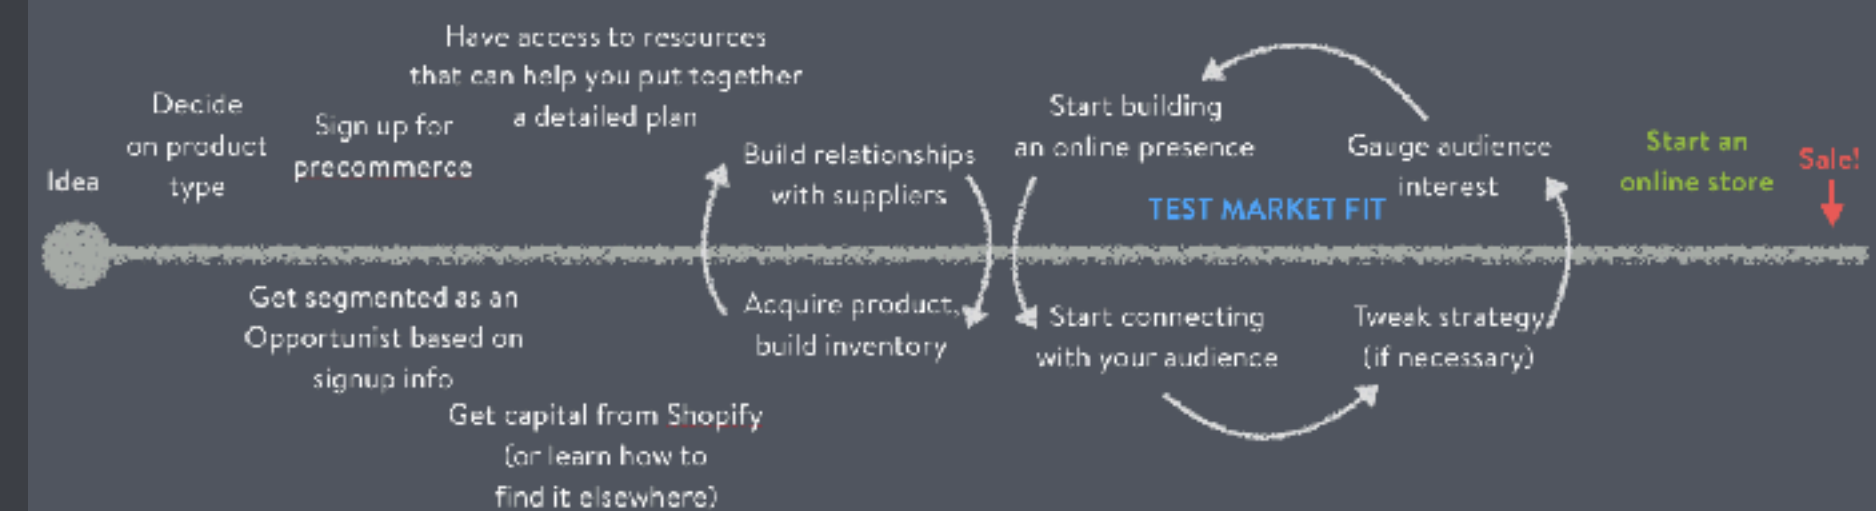 Idea
Decide
on product
type
Sign up for
precommerce
Get segmented as an
Opportunist based on
signup info
Have access to resources
that can help you put together
a detailed plan
Get capital from Shopify
(or learn how to
find it elsewhere)
Build relationships
with suppliers
Acquire product,
build inventory
Start building
an online presence
Start connecting
with your audience
TEST MARKET FIT
Tweak strategy
(if necessary)
Gauge audience
interest
Start an
online store
Sale!